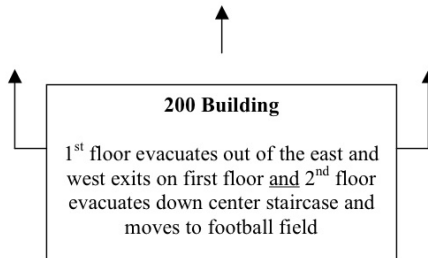 200 Building
1st floor evacuates out of the east and
west exits on first floor and 2nd floor
evacuates down center staircase and
moves to football field